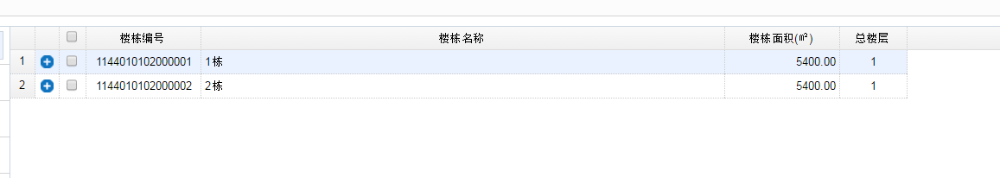 楼栋编号 楼栋名称 楼栋面积(㎡) 总楼层
1 1144010102000001 1栋 5400.00 1
2 1144010102000002 2栋 5400.00 1